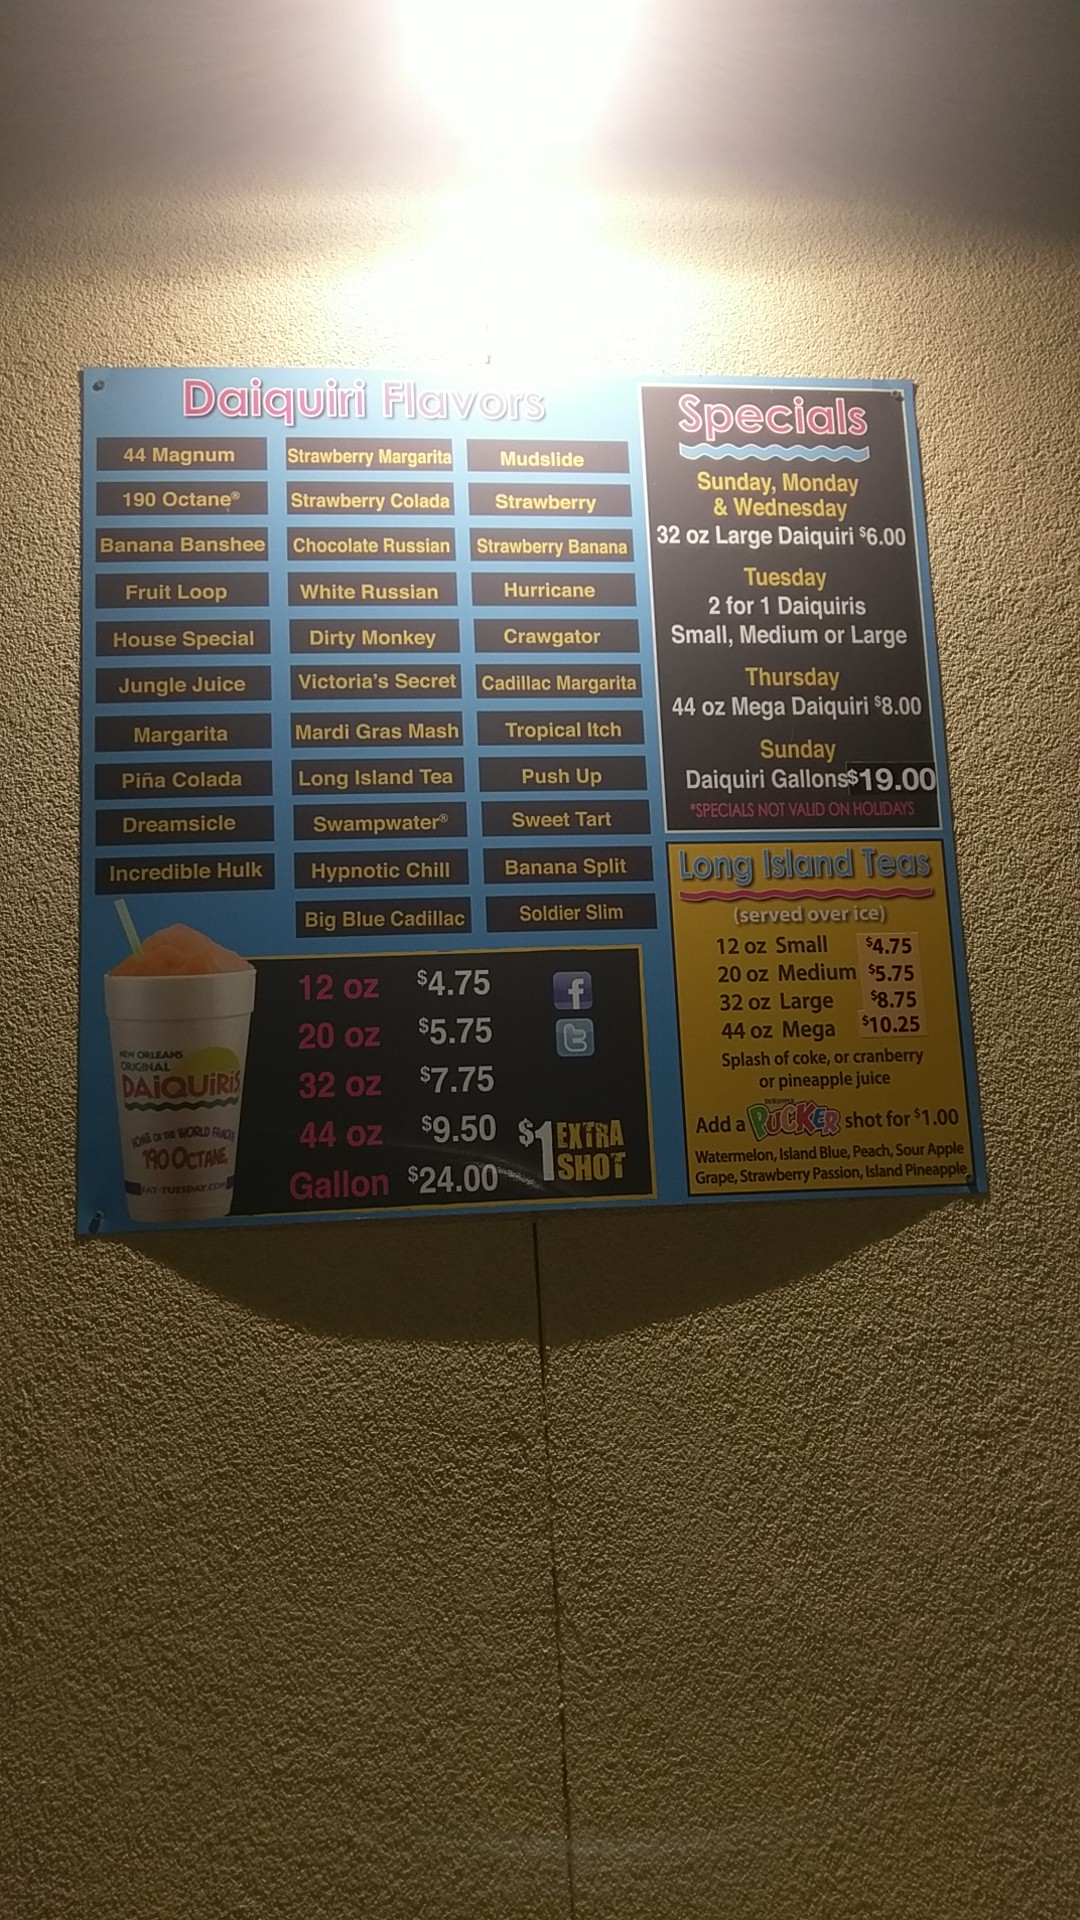 Daiquiri Flavors
44 Magnum
190 Octane®
Banana Banshee
Fruit Loop
House Special
Jungle Juice
Margarita
Piña Colada
Dreamsicle
Incredible Hulk
Strawberry Margarita
Strawberry Colada
Chocolate Russian
White Russian
Dirty Monkey
Victoria's Secret
Mardi Gras Mash
Long Island Tea
Swampwater®
Hypnotic Chill
Big Blue Cadillac
Mudslide
Strawberry
Strawberry Banana
Hurricane
Crawgator
Cadillac Margarita
Tropical Itch
Push Up
Sweet Tart
Banana Split
Soldier Slim
NEW ORLEANS
ORIGINAL
DAiQUiRiS
OF THE WORLD FAMOUS
190 OCTANE
FAT-TUESDAY.COM
12 oz $4.75
20 oz $5.75
32 oz $7.75
44 oz $9.50
Gallon $24.00
f
t
$1 EXTRA
SHOT
Specials
Sunday, Monday
& Wednesday
32 oz Large Daiquiri $6.00
Tuesday
2 for 1 Daiquiris
Small, Medium or Large
Thursday
44 oz Mega Daiquiri $8.00
Sunday
Daiquiri Gallons $19.00
*SPECIALS NOT VALID ON HOLIDAYS
Long Island Teas
(served over ice)
12 oz Small $4.75
20 oz Medium $5.75
32 oz Large $8.75
44 oz Mega $10.25
Splash of coke, or cranberry
or pineapple juice
Add a PUCKER shot for $1.00
Watermelon, Island Blue, Peach, Sour Apple
Grape, Strawberry Passion, Island Pineapple